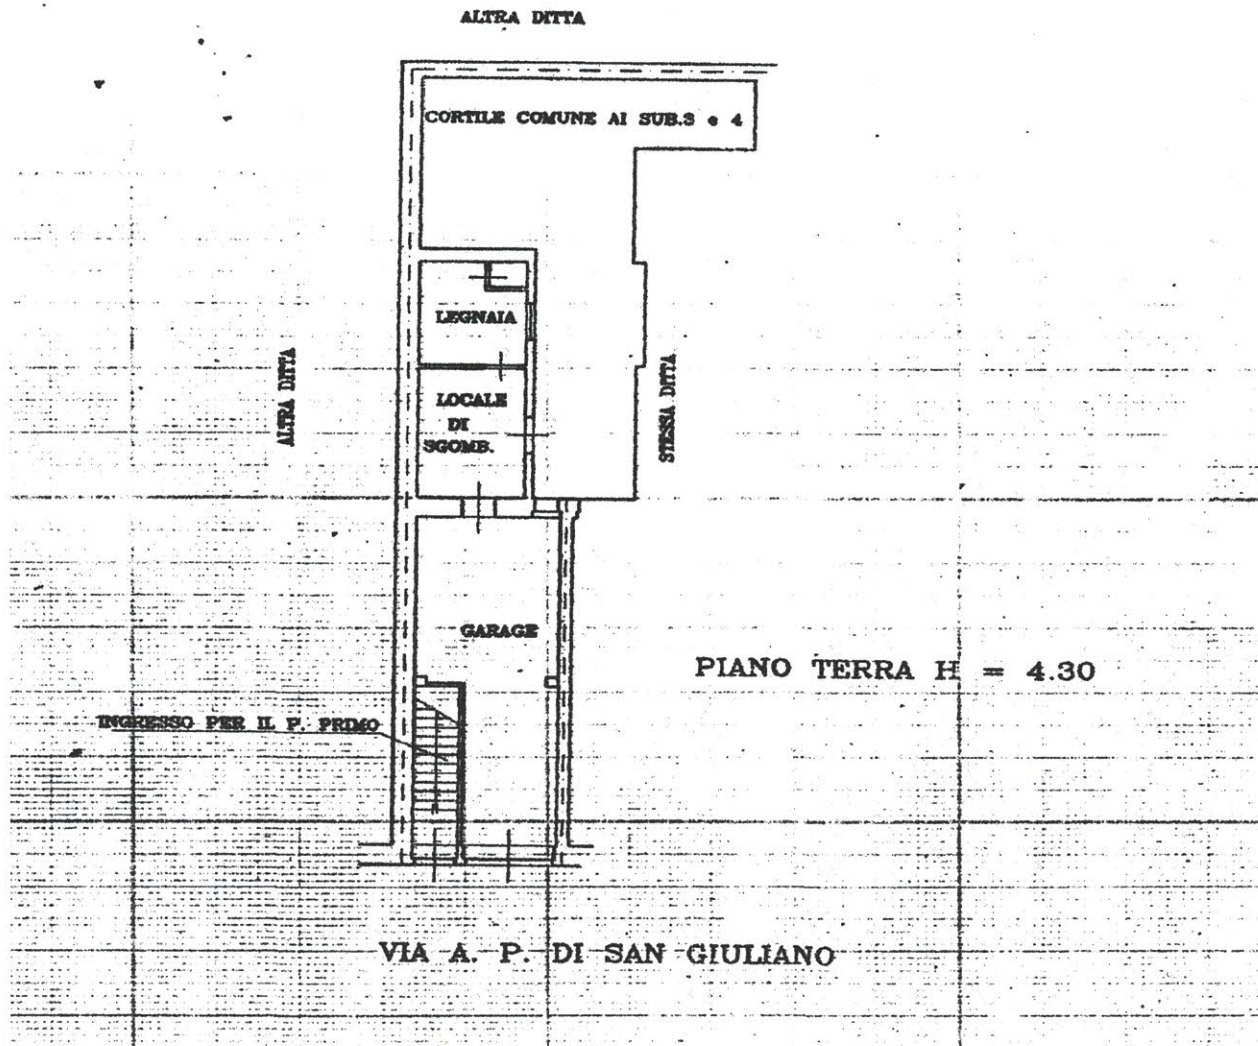 ALTRA DITTA
CORTILE COMUNE AI SUB.3 e 4
LEGNAIA
ALTRA DITTA
LOCALE
DI
SGOMB.
STESSA DITTA
GARAGE
PIANO TERRA H = 4.30
INGRESSO PER IL P. PRIMO
VIA A. P. DI SAN GIULIANO